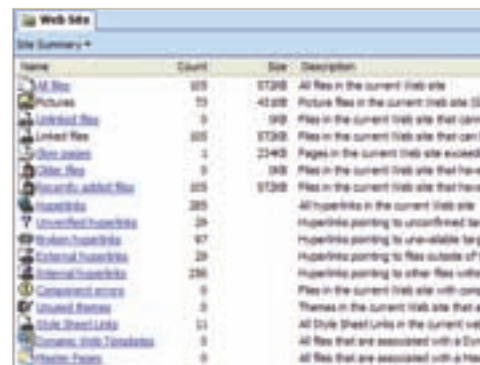 Web Site
Site Summary
Name Count Size Description
All files 105 572KB All files in the current Web site
Pictures 73 431KB Picture files in the current Web site
Unlinked files 0 0KB Files in the current Web site that
Linked files 105 572KB Files in the current Web site that can
Slow pages 1 234KB Pages in the current Web site
Older files 0 0KB Files in the current Web site that have
Recently added files 105 572KB Files in the current Web site that have
Hyperlinks 285 All hyperlinks in the current Web site
Unverified hyperlinks 29 Hyperlinks pointing to unconfirmed
Broken hyperlinks 97 Hyperlinks pointing to unavailable
External hyperlinks 29 Hyperlinks pointing to files outside of
Internal hyperlinks 256 Hyperlinks pointing to other files
Component errors 0 Files in the current Web site with
Unused themes 0 Themes in the current Web site that
Style Sheet Links 11 All Style Sheet Links in the current
Dynamic Web Templates 0 All files that are associated with a
Master Pages 0 All files that are associated with a